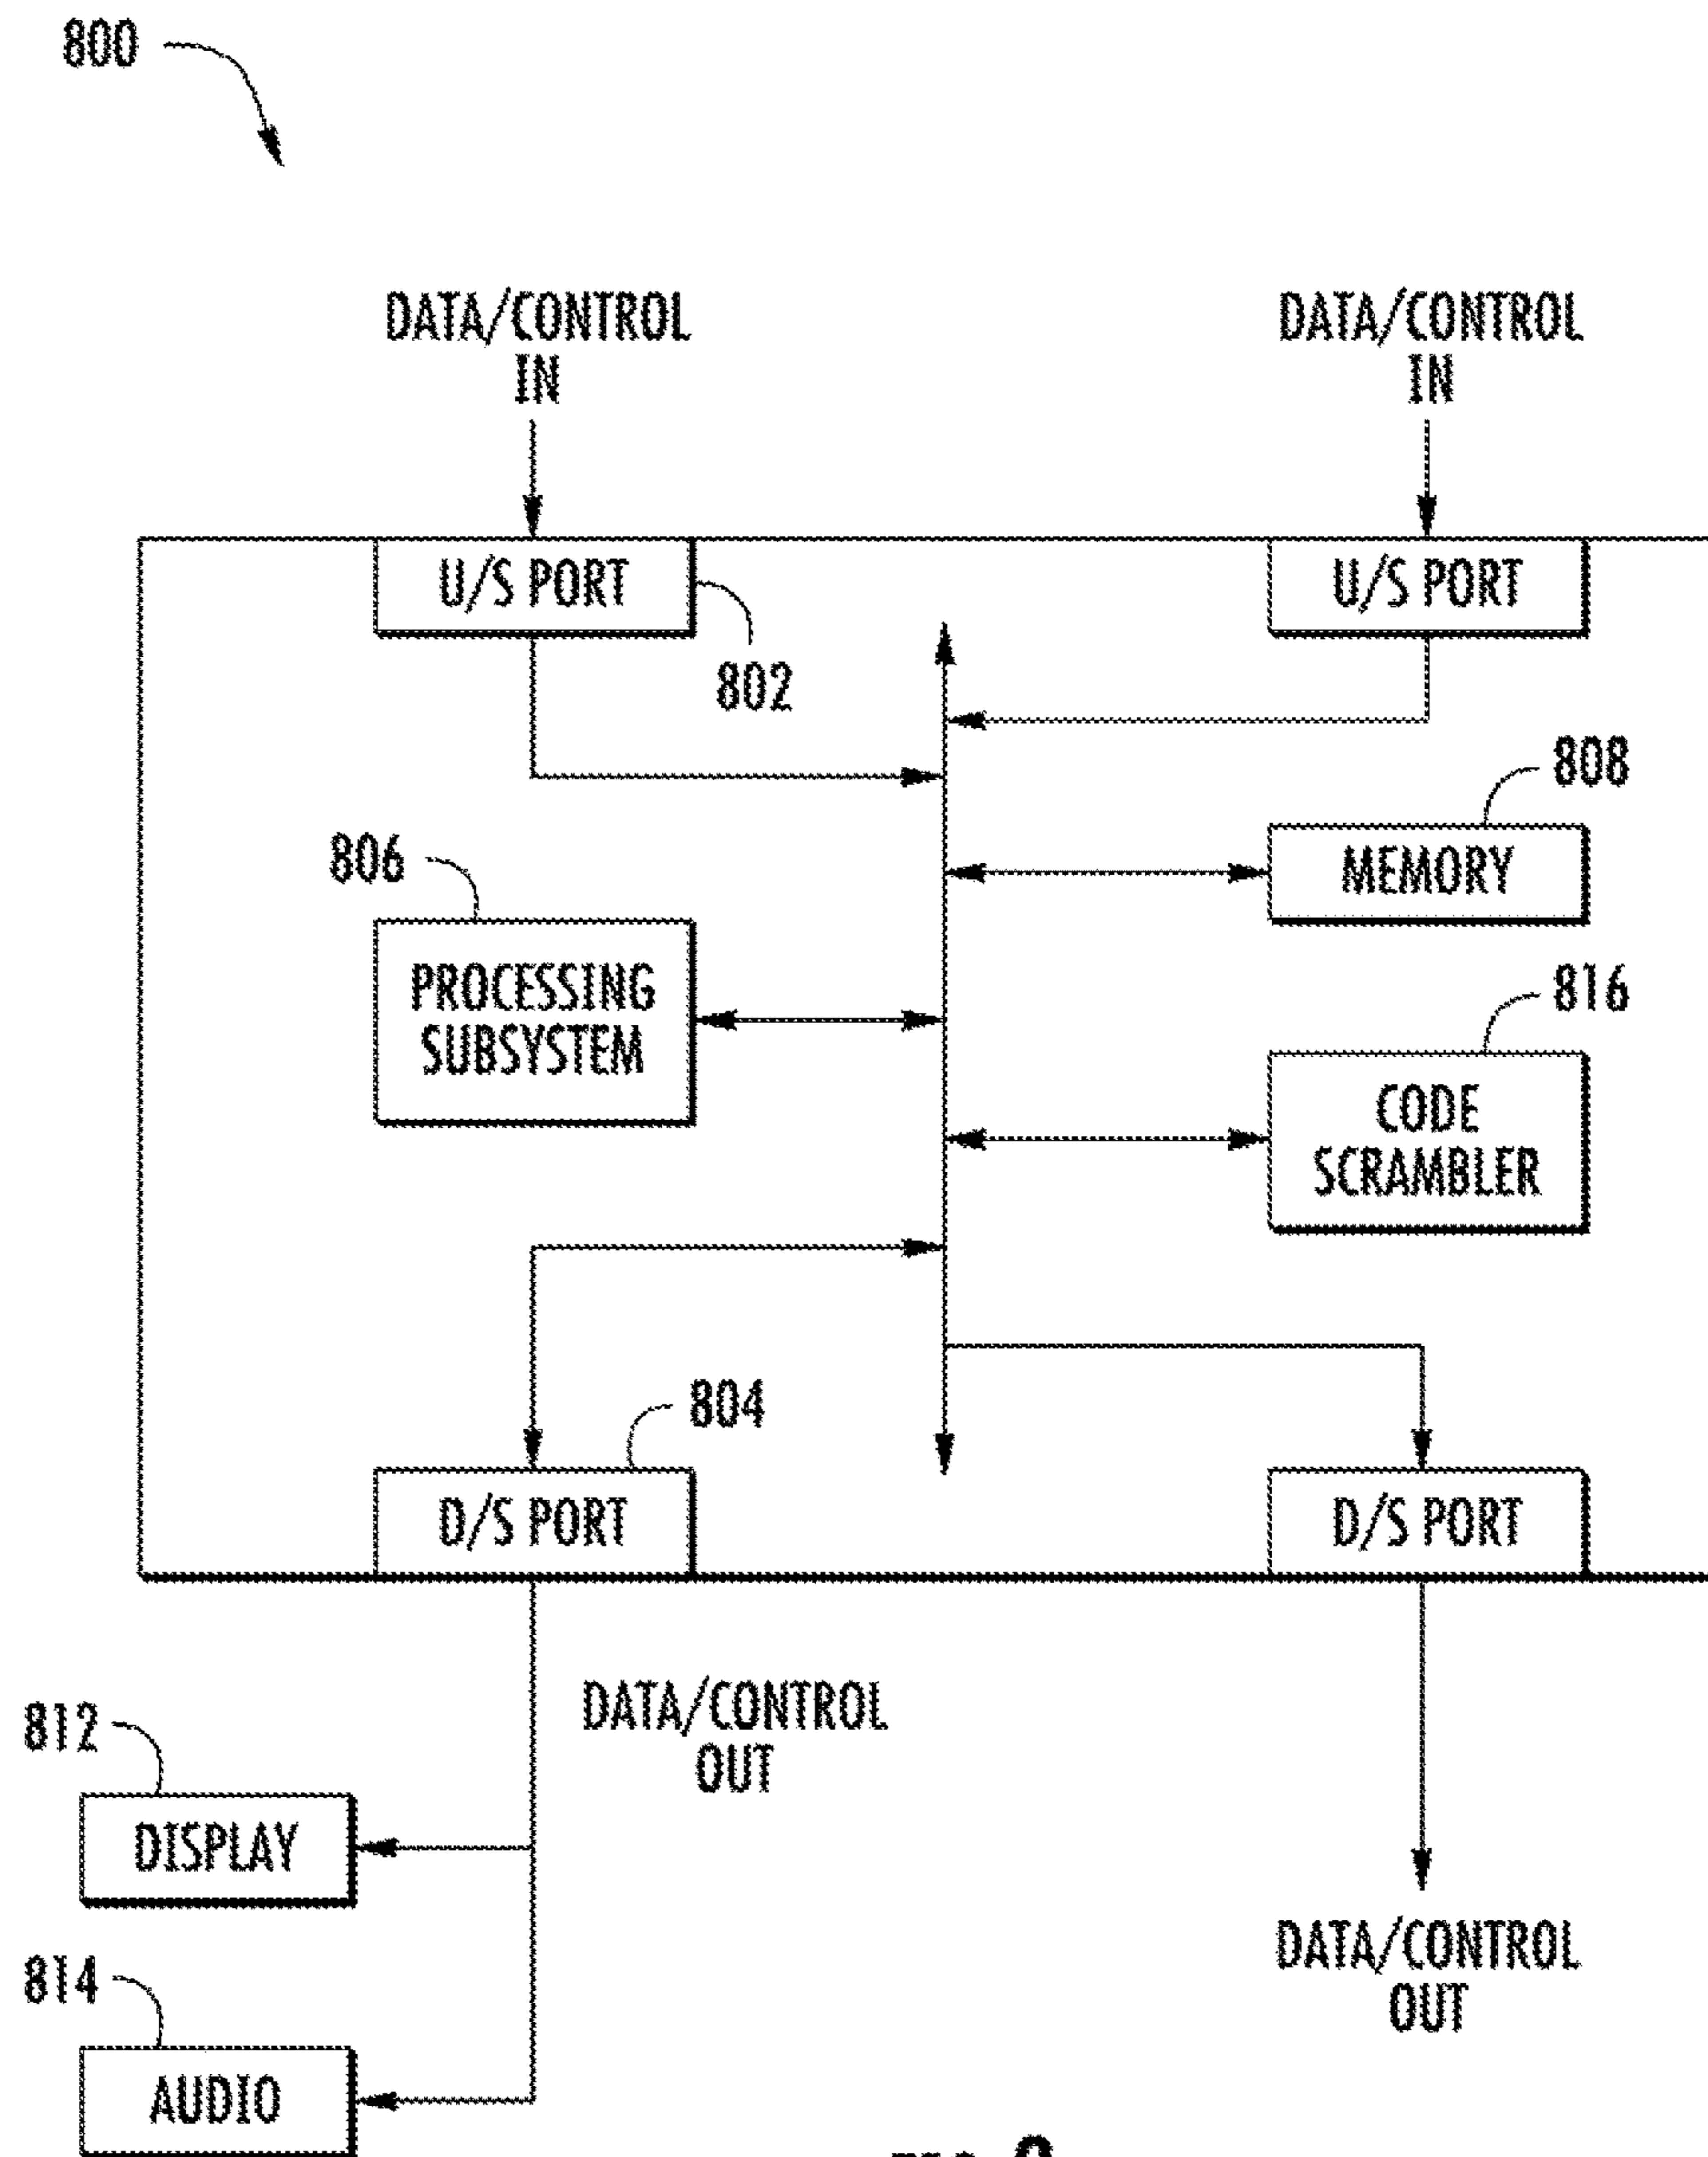 800
DATA/CONTROL
IN
DATA/CONTROL
IN
U/S PORT
U/S PORT
802
808
MEMORY
806
PROCESSING
SUBSYSTEM
816
CODE
SCRAMBLER
804
D/S PORT
D/S PORT
812
DATA/CONTROL
OUT
DISPLAY
814
DATA/CONTROL
OUT
AUDIO